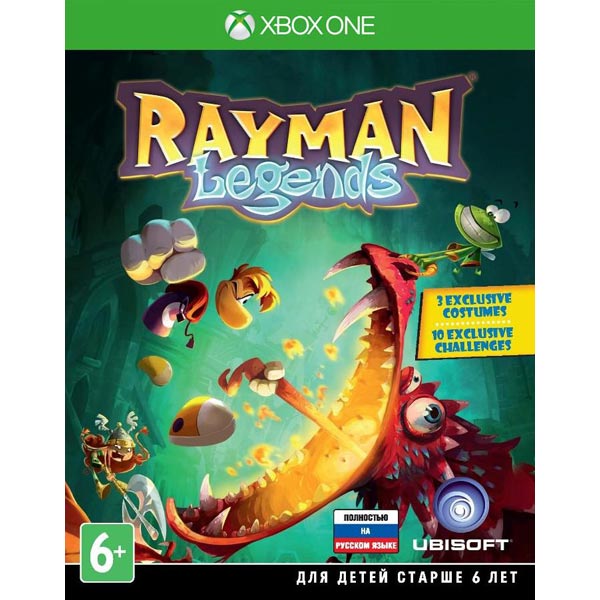 XBOX ONE
RAYMAN
Legends
3 EXCLUSIVE
COSTUMES
10 EXCLUSIVE
CHALLENGES
ПОЛНОСТЬЮ
НА
РУССКОМ ЯЗЫКЕ
UBISOFT
6+
ДЛЯ ДЕТЕЙ СТАРШЕ 6 ЛЕТ